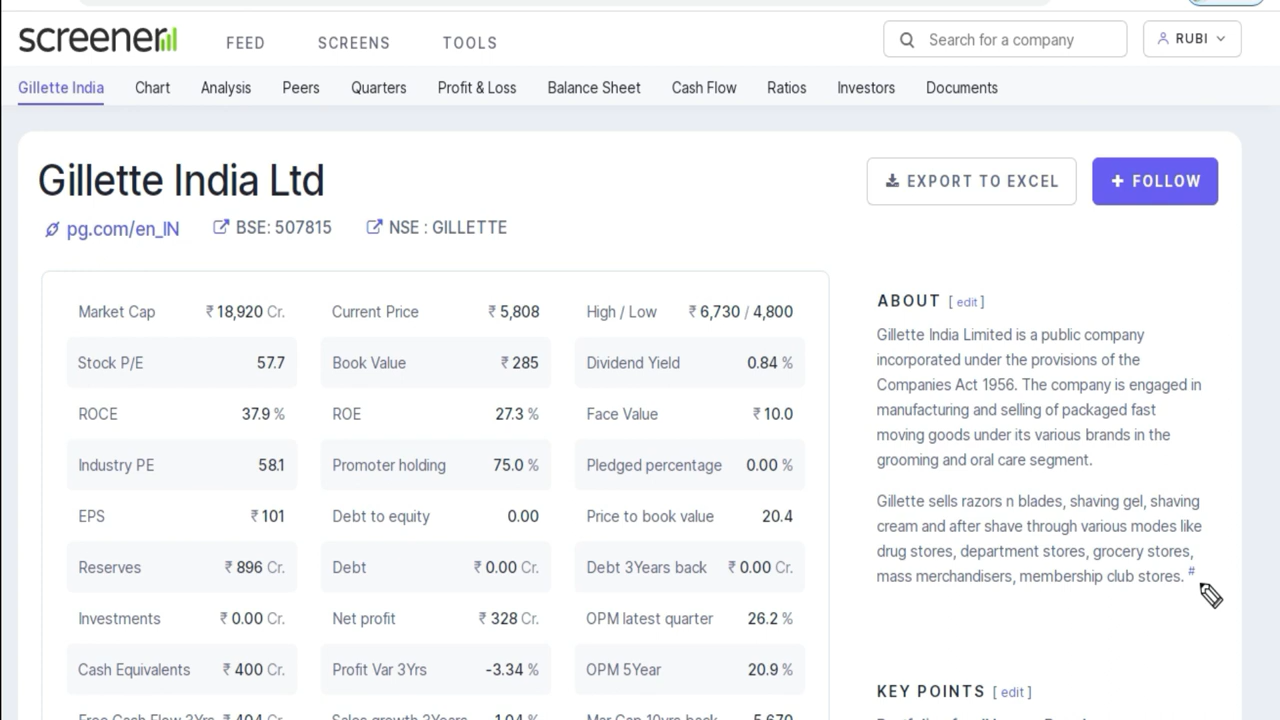 screener
FEED SCREENS TOOLS
Search for a company
RUBI
Gillette India Chart Analysis Peers Quarters Profit & Loss Balance Sheet Cash Flow Ratios Investors Documents
Gillette India Ltd
EXPORT TO EXCEL
+ FOLLOW
pg.com/en_IN BSE: 507815 NSE : GILLETTE
Market Cap ₹ 18,920 Cr. Current Price ₹ 5,808 High / Low ₹ 6,730 / 4,800
Stock P/E 57.7 Book Value ₹ 285 Dividend Yield 0.84 %
ROCE 37.9 % ROE 27.3 % Face Value ₹ 10.0
Industry PE 58.1 Promoter holding 75.0 % Pledged percentage 0.00 %
EPS ₹ 101 Debt to equity 0.00 Price to book value 20.4
Reserves ₹ 896 Cr. Debt ₹ 0.00 Cr. Debt 3Years back ₹ 0.00 Cr.
Investments ₹ 0.00 Cr. Net profit ₹ 328 Cr. OPM latest quarter 26.2 %
Cash Equivalents ₹ 400 Cr. Profit Var 3Yrs -3.34 % OPM 5Year 20.9 %
ABOUT [ edit ]
Gillette India Limited is a public company
incorporated under the provisions of the
Companies Act 1956. The company is engaged in
manufacturing and selling of packaged fast
moving goods under its various brands in the
grooming and oral care segment.
Gillette sells razors n blades, shaving gel, shaving
cream and after shave through various modes like
drug stores, department stores, grocery stores,
mass merchandisers, membership club stores. #
KEY POINTS [ edit ]